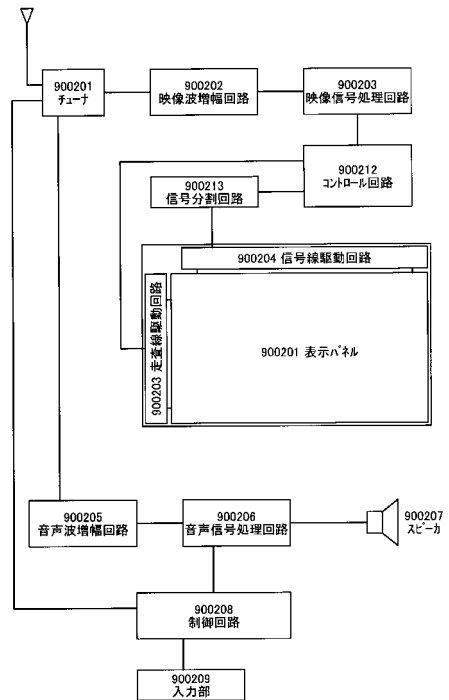 900201
チューナ
900202
映像波増幅回路
900203
映像信号処理回路
900212
コントロール回路
900213
信号分割回路
900204 信号線駆動回路
900203 走査線駆動回路
900201 表示パネル
900205
音声波増幅回路
900206
音声信号処理回路
900207
スピーカ
900208
制御回路
900209
入力部